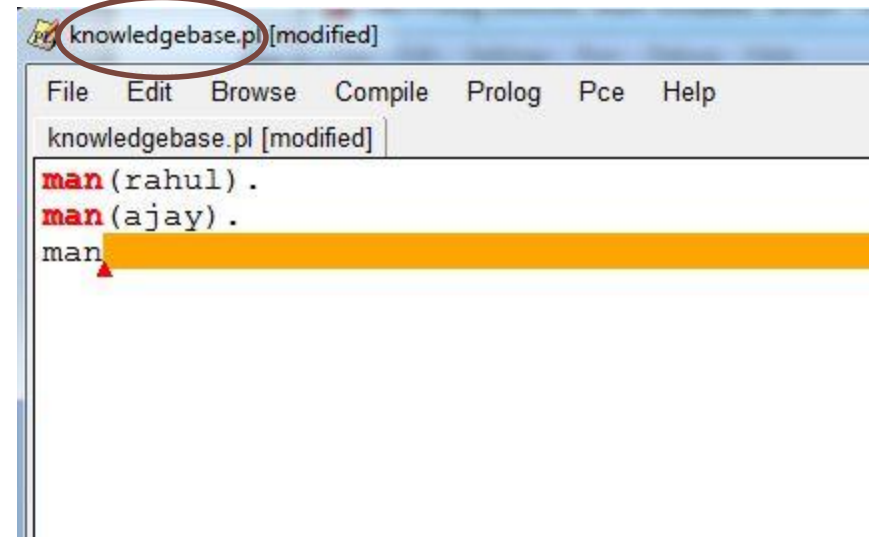 knowledgebase.pl [modified]
File Edit Browse Compile Prolog Pce Help
knowledgebase.pl [modified]
man(rahul).
man(ajay).
man